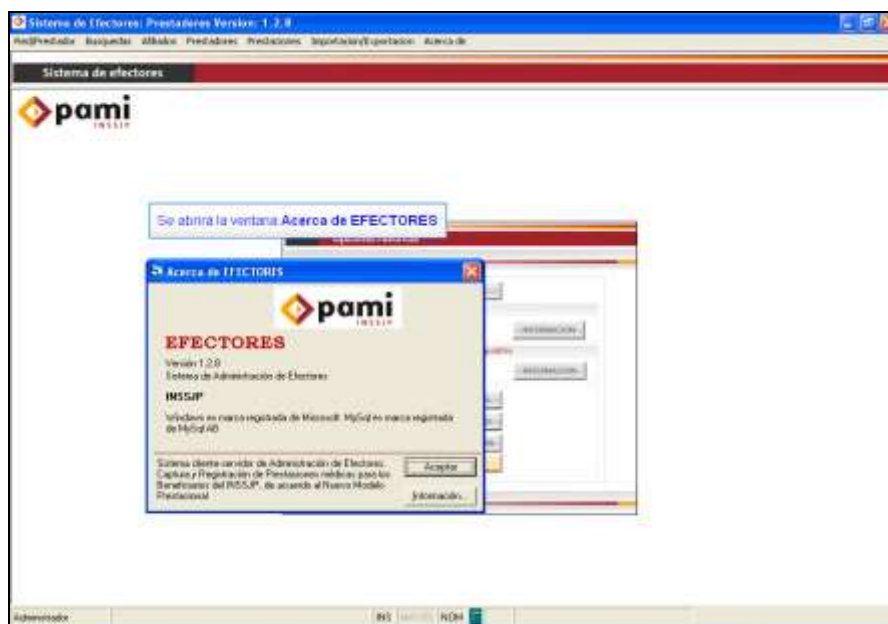 Sistema de Efectores: Prestadores Version: 1.2.8
Red/Prestador Busquedas Afiliados Prestadores Prestaciones Importacion/Exportacion Acerca de
Sistema de efectores
pami
INSSJP
Se abrirá la ventana Acerca de EFECTORES
Acerca de EFECTORES
pami
INSSJP
EFECTORES
Versión 1.2.8
Sistema de Administración de Efectores
INSSJP
Windows es marca registrada de Microsoft. MySql es marca registrada
de MySql AB
Sistema cliente servidor de Administración de Efectores.
Captura y Registración de Prestaciones médicas para los
Beneficiarios del INSSJP, de acuerdo al Nuevo Modelo
Prestacional
Aceptar
Información...
INFORMACION
INFORMACION
Administrador
INS
NUM